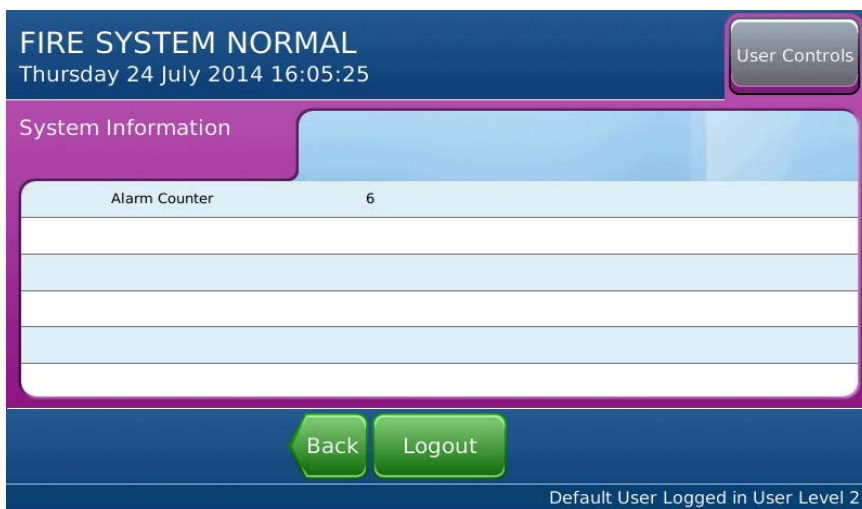 FIRE SYSTEM NORMAL
Thursday 24 July 2014 16:05:25
User Controls
System Information
Alarm Counter 6
Back
Logout
Default User Logged in User Level 2